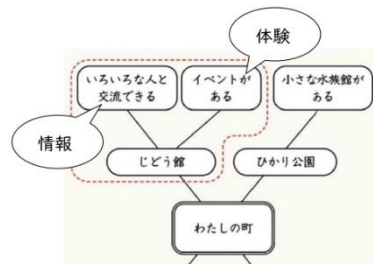 体験
いろいろな人と
交流できる
イベントが
ある
小さな水族館が
ある
情報
じどう館
ひかり公園
わたしの町